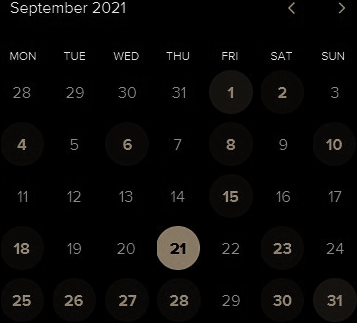 September 2021
MON TUE WED THU FRI SAT SUN
28 29 30 31 1 2 3
4 5 6 7 8 9 10
11 12 13 14 15 16 17
18 19 20 21 22 23 24
25 26 27 28 29 30 31